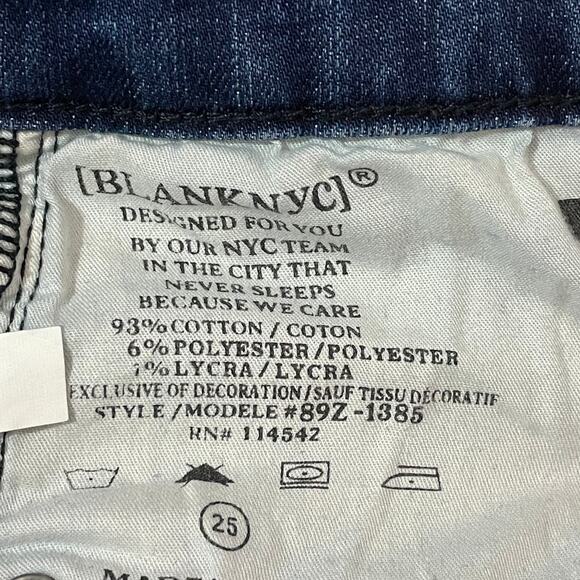 [BLANKNYC]®
DESIGNED FOR YOU
BY OUR NYC TEAM
IN THE CITY THAT
NEVER SLEEPS
BECAUSE WE CARE
93% COTTON / COTON
6% POLYESTER / POLYESTER
1% LYCRA / LYCRA
EXCLUSIVE OF DECORATION / SAUF TISSU DÉCORATIF
STYLE / MODELE #89Z-1385
RN# 114542
25